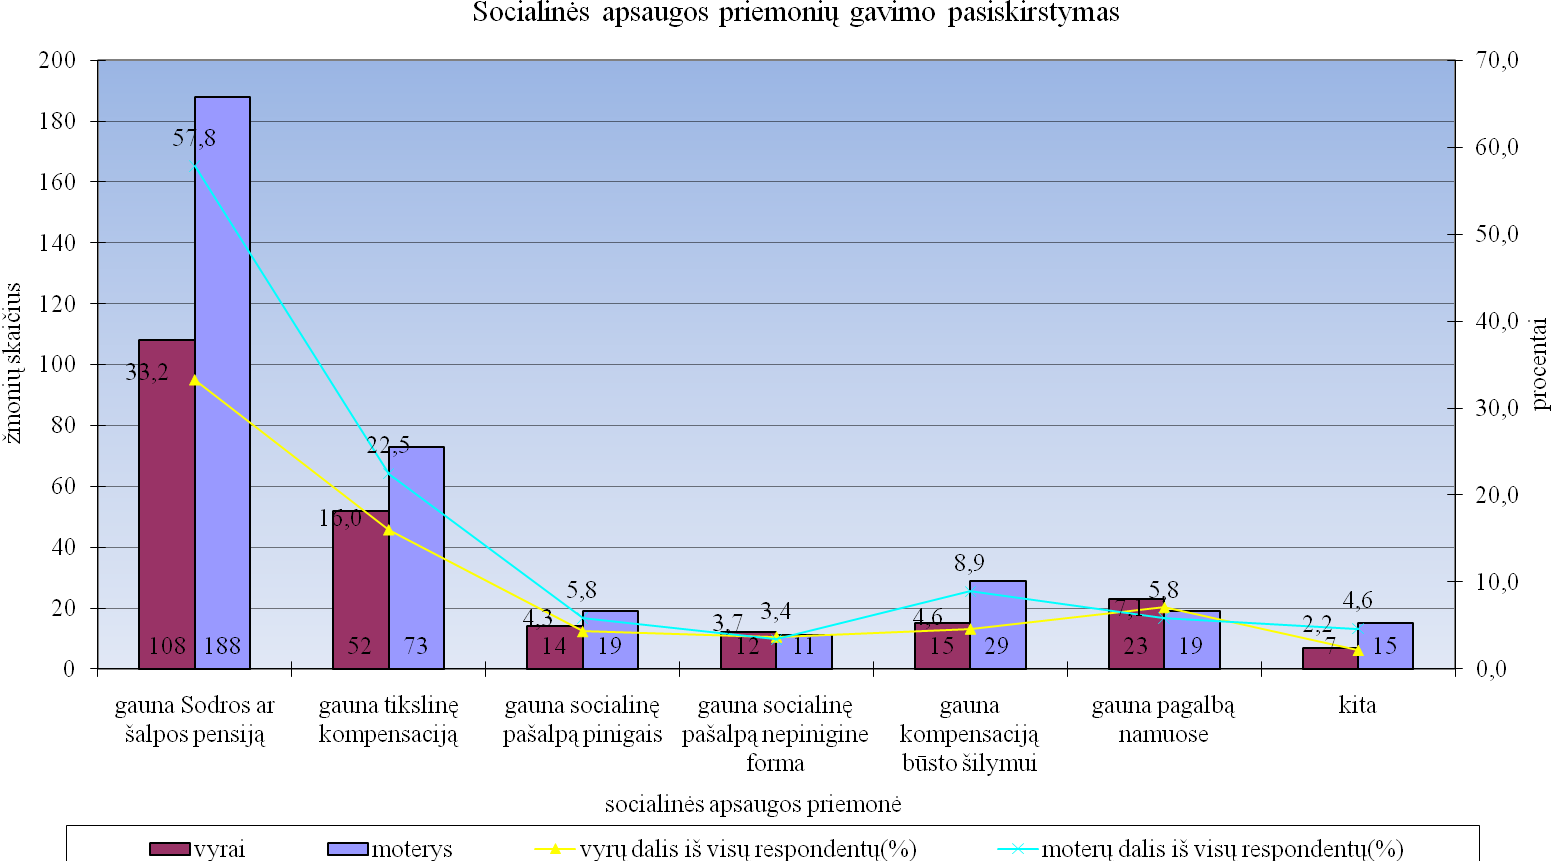 Socialinės apsaugos priemonių gavimo pasiskirstymas
200
180
160
140
120
100
80
60
40
20
0
žmonių skaičius
70,0
60,0
50,0
40,0
30,0
20,0
10,0
0,0
procentai
57,8
33,2
22,5
16,0
4,3
5,8
3,7
3,4
4,6
8,9
7,1
5,8
2,2
4,6
108
188
52
73
14
19
12
11
15
29
23
19
7
15
gauna Sodros ar
šalpos pensiją
gauna tikslinę
kompensaciją
gauna socialinę
pašalpą pinigais
gauna socialinę
pašalpą nepinigine
forma
gauna
kompensaciją
būsto šilymui
gauna pagalbą
namuose
kita
socialinės apsaugos priemonė
vyrai
moterys
vyrų dalis iš visų respondentų(%)
moterų dalis iš visų respondentų(%)